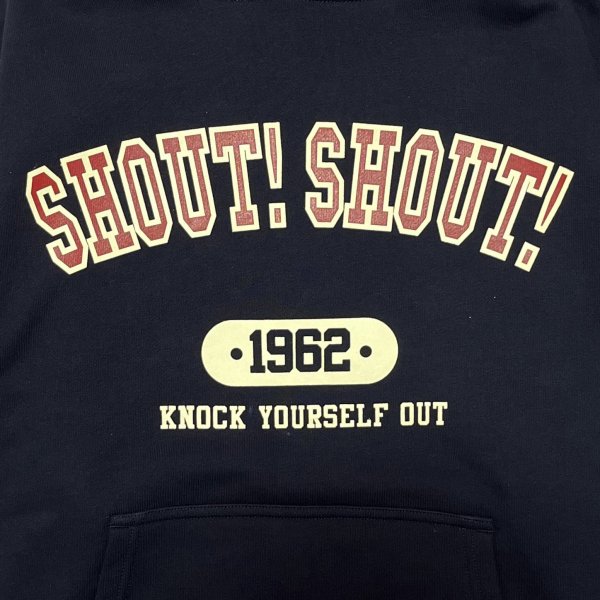 SHOUT! SHOUT!
• 1962 •
KNOCK YOURSELF OUT